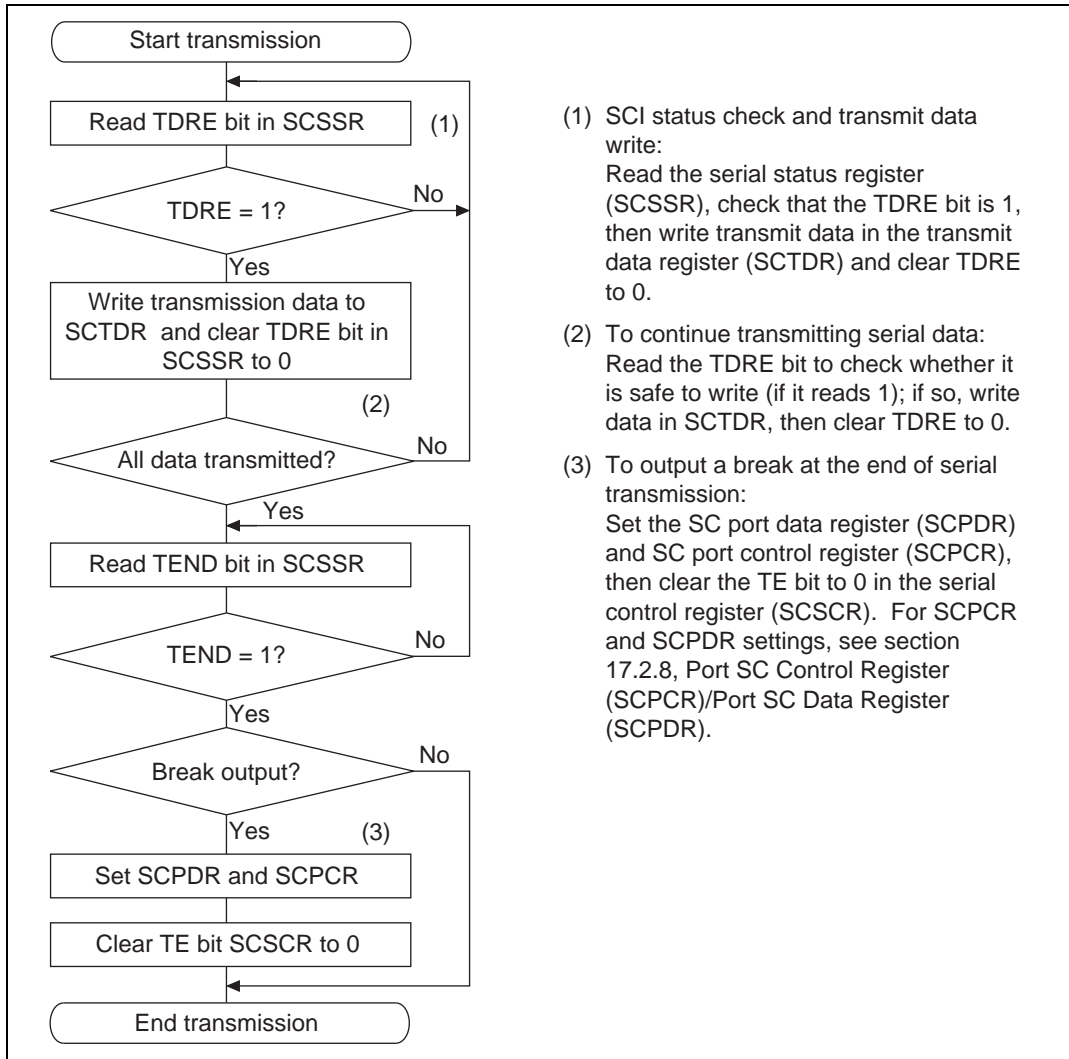 Start transmission
Read TDRE bit in SCSSR
(1)
TDRE = 1?
No
Yes
Write transmission data to
SCTDR and clear TDRE bit in
SCSSR to 0
(2)
All data transmitted?
No
Yes
Read TEND bit in SCSSR
TEND = 1?
No
Yes
Break output?
No
Yes
(3)
Set SCPDR and SCPCR
Clear TE bit SCSCR to 0
End transmission
(1) SCI status check and transmit data
write:
Read the serial status register
(SCSSR), check that the TDRE bit is 1,
then write transmit data in the transmit
data register (SCTDR) and clear TDRE
to 0.
(2) To continue transmitting serial data:
Read the TDRE bit to check whether it
is safe to write (if it reads 1); if so, write
data in SCTDR, then clear TDRE to 0.
(3) To output a break at the end of serial
transmission:
Set the SC port data register (SCPDR)
and SC port control register (SCPCR),
then clear the TE bit to 0 in the serial
control register (SCSCR). For SCPCR
and SCPDR settings, see section
17.2.8, Port SC Control Register
(SCPCR)/Port SC Data Register
(SCPDR).